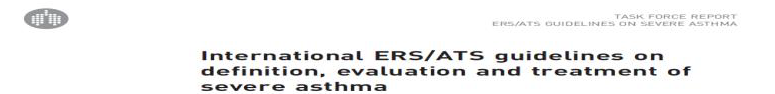 TASK FORCE REPORT
ERS/ATS GUIDELINES ON SEVERE ASTHMA
International ERS/ATS guidelines on
definition, evaluation and treatment of
severe asthma